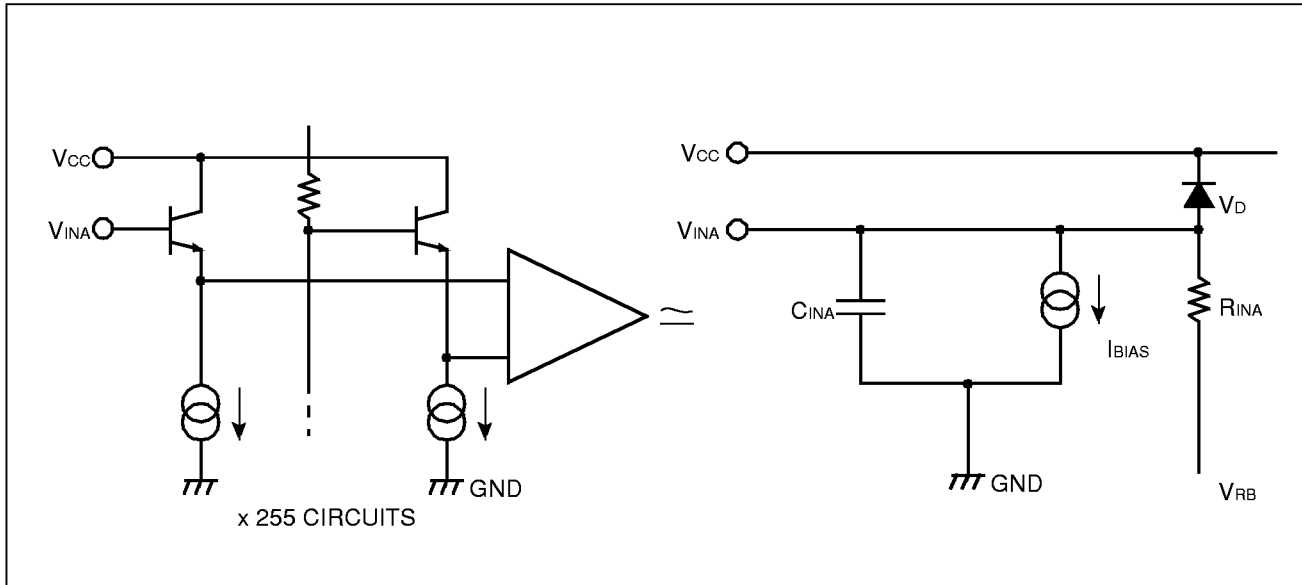 VCC
VINA
GND
x 255 CIRCUITS
VCC
VD
VINA
CINA
IBIAS
RINA
GND
VRB